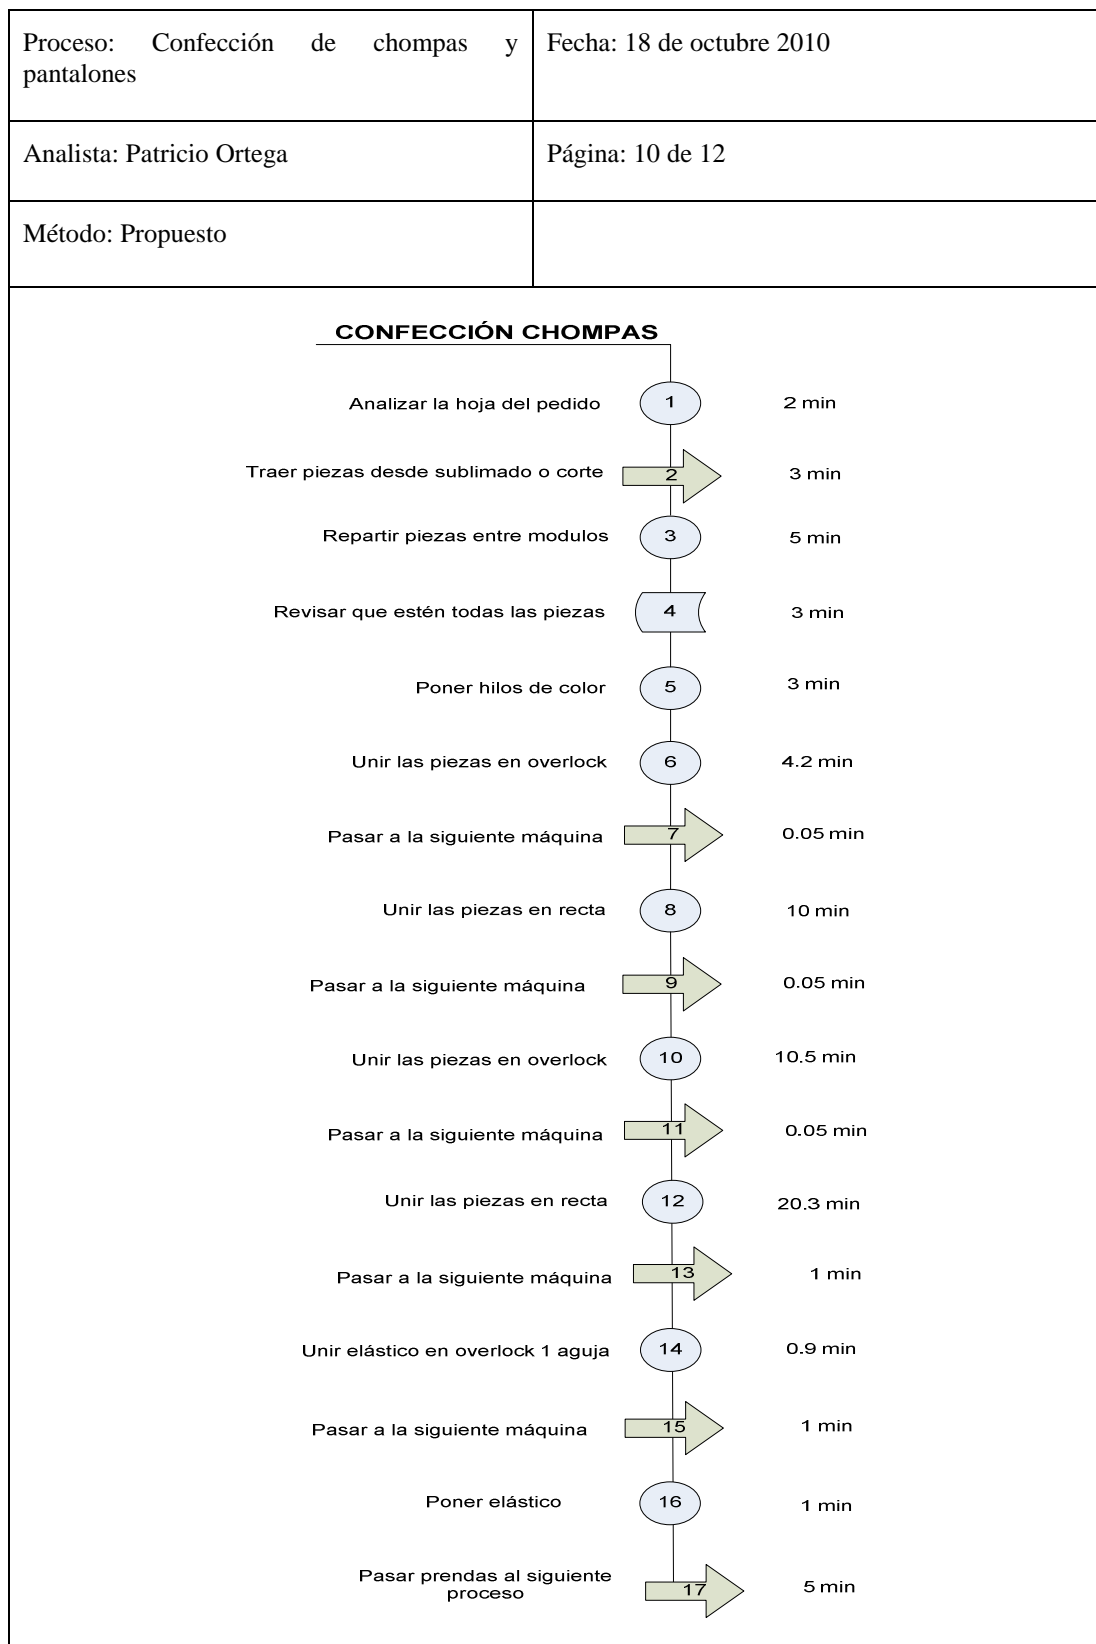 Proceso: Confección de chompas y
pantalones
Fecha: 18 de octubre 2010
Analista: Patricio Ortega
Página: 10 de 12
Método: Propuesto
CONFECCIÓN CHOMPAS
Analizar la hoja del pedido 1 2 min
Traer piezas desde sublimado o corte 2 3 min
Repartir piezas entre modulos 3 5 min
Revisar que estén todas las piezas 4 3 min
Poner hilos de color 5 3 min
Unir las piezas en overlock 6 4.2 min
Pasar a la siguiente máquina 7 0.05 min
Unir las piezas en recta 8 10 min
Pasar a la siguiente máquina 9 0.05 min
Unir las piezas en overlock 10 10.5 min
Pasar a la siguiente máquina 11 0.05 min
Unir las piezas en recta 12 20.3 min
Pasar a la siguiente máquina 13 1 min
Unir elástico en overlock 1 aguja 14 0.9 min
Pasar a la siguiente máquina 15 1 min
Poner elástico 16 1 min
Pasar prendas al siguiente
proceso 17 5 min